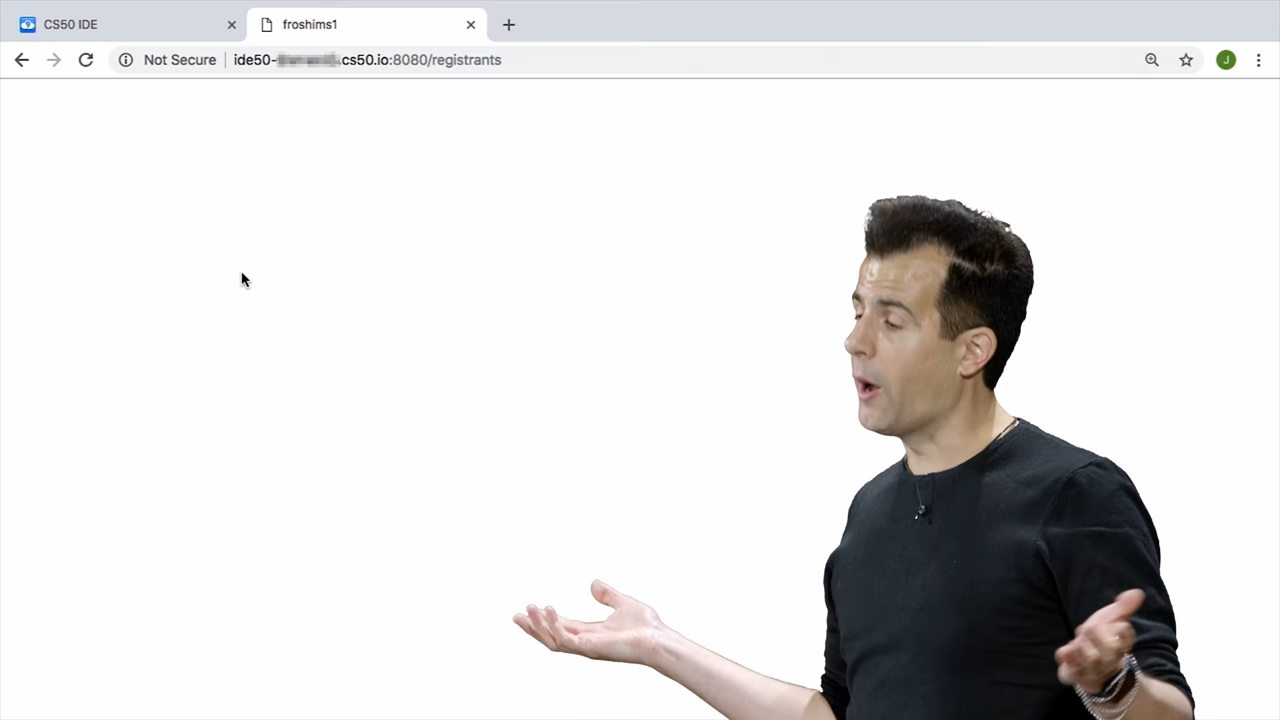 CS50 IDE
froshims1
Not Secure
ide50-
.cs50.io:8080/registrants
J